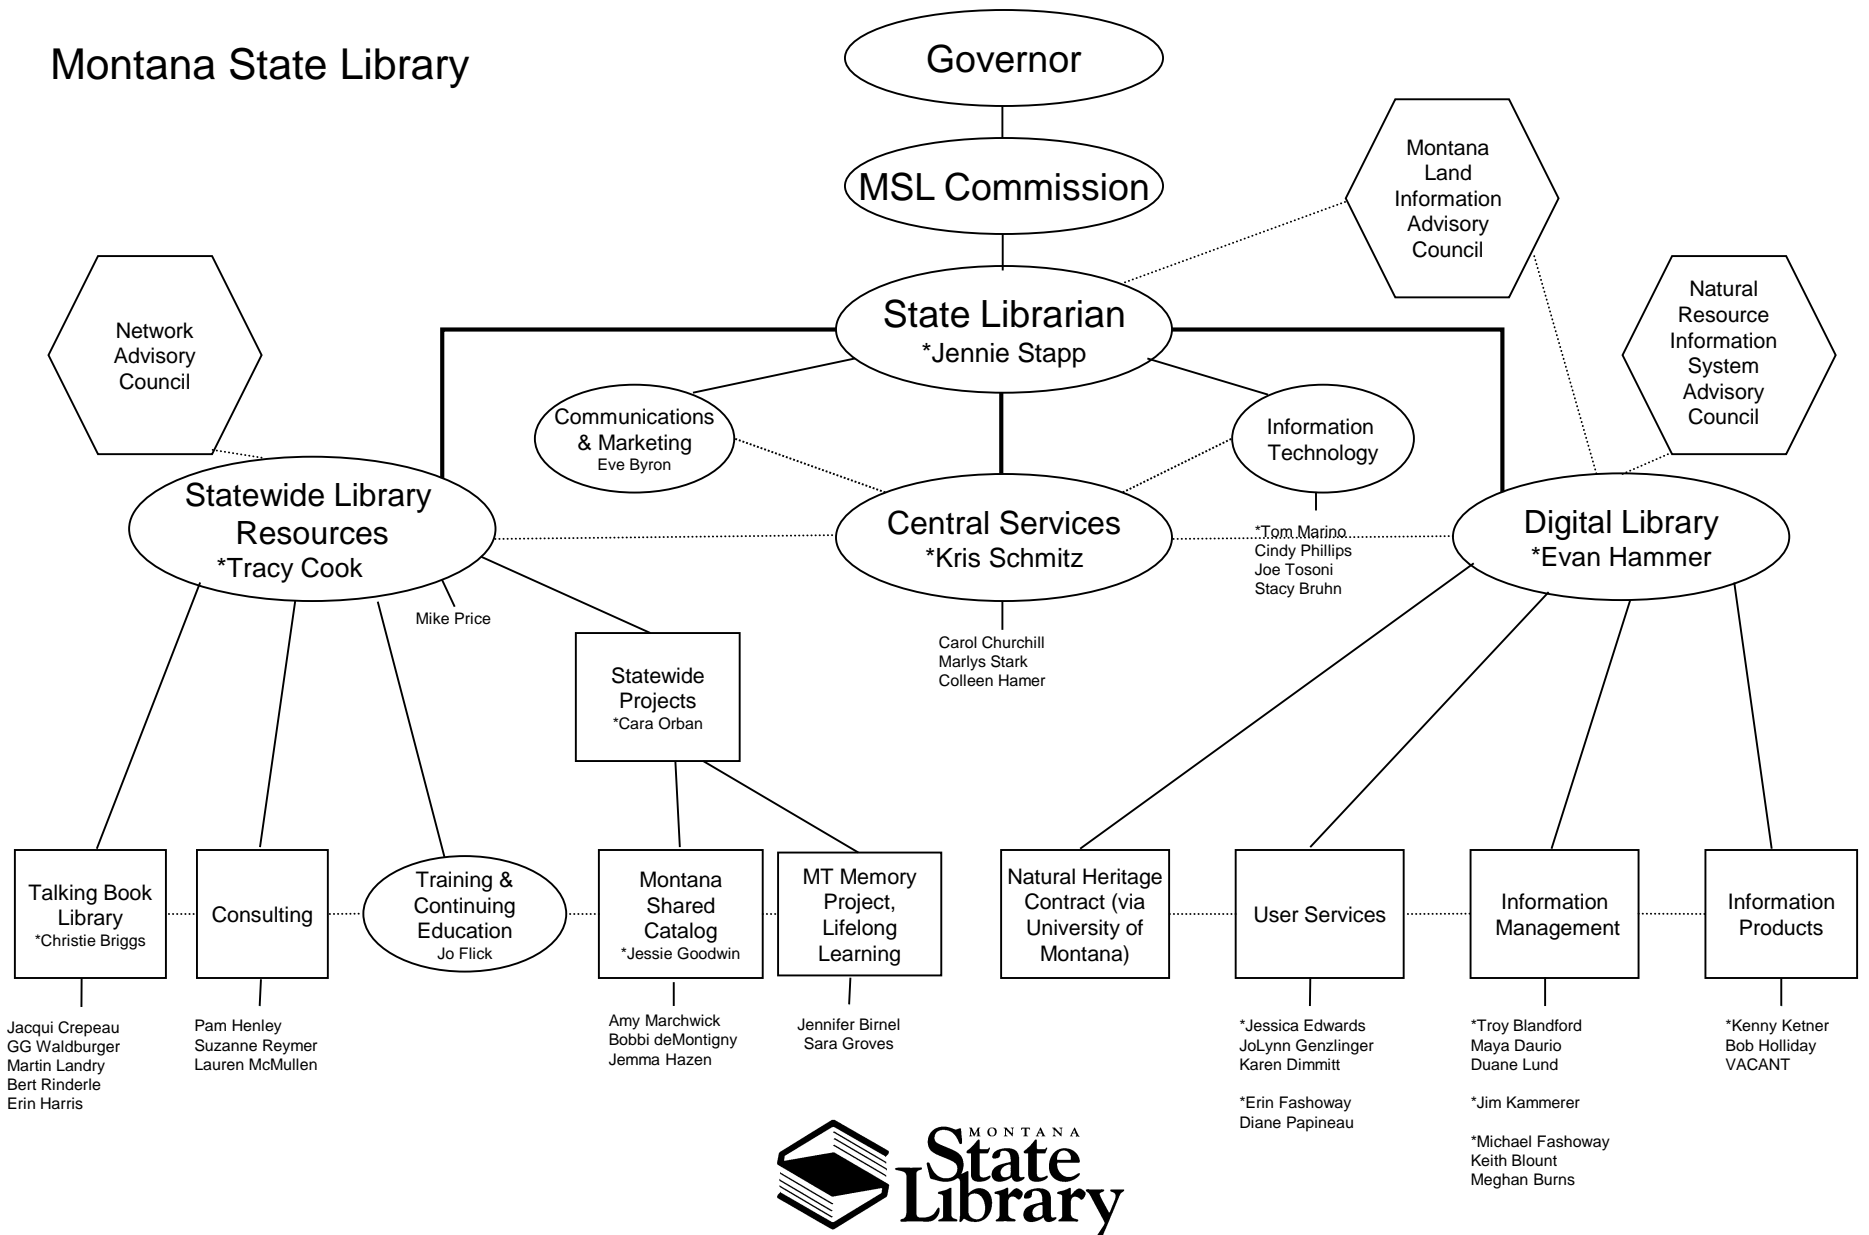 Montana State Library
Governor
MSL Commission
Montana
Land
Information
Advisory
Council
Network
Advisory
Council
State Librarian
*Jennie Stapp
Natural
Resource
Information
System
Advisory
Council
Communications
& Marketing
Eve Byron
Information
Technology
Statewide Library
Resources
*Tracy Cook
Central Services
*Kris Schmitz
*Tom Marino
Cindy Phillips
Joe Tosoni
Stacy Bruhn
Digital Library
*Evan Hammer
Mike Price
Carol Churchill
Marlys Stark
Colleen Hamer
Statewide
Projects
*Cara Orban
Talking Book
Library
*Christie Briggs
Consulting
Training &
Continuing
Education
Jo Flick
Montana
Shared
Catalog
*Jessie Goodwin
MT Memory
Project,
Lifelong
Learning
Natural Heritage
Contract (via
University of
Montana)
User Services
Information
Management
Information
Products
Jacqui Crepeau
GG Waldburger
Martin Landry
Bert Rinderle
Erin Harris
Pam Henley
Suzanne Reymer
Lauren McMullen
Amy Marchwick
Bobbi deMontigny
Jemma Hazen
Jennifer Birnel
Sara Groves
*Jessica Edwards
JoLynn Genzlinger
Karen Dimmitt
*Erin Fashoway
Diane Papineau
*Troy Blandford
Maya Daurio
Duane Lund
*Jim Kammerer
*Michael Fashoway
Keith Blount
Meghan Burns
*Kenny Ketner
Bob Holliday
VACANT
MONTANA
State
Library